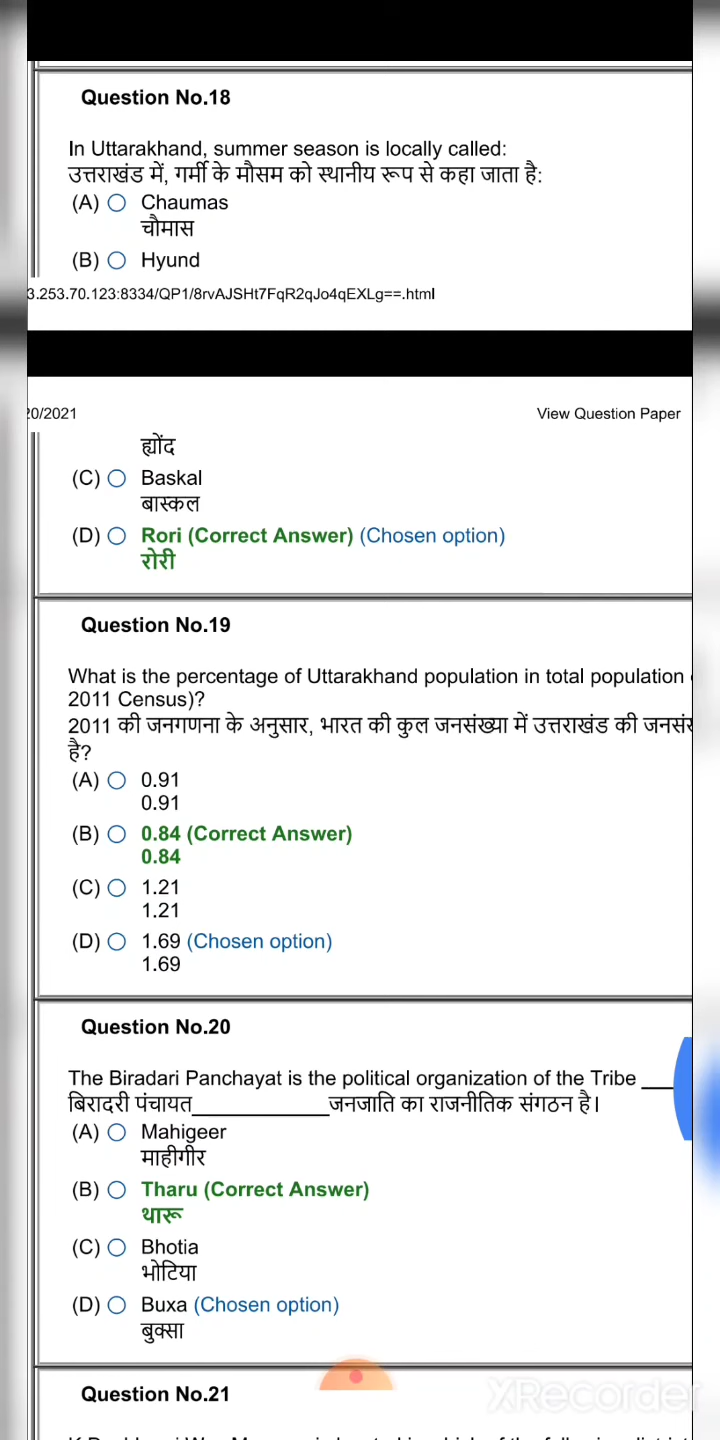 Question No.18
In Uttarakhand, summer season is locally called:
उत्तराखंड में, गर्मी के मौसम को स्थानीय रूप से कहा जाता है:
(A) Chaumas
चौमास
(B) Hyund
3.253.70.123:8334/QP1/8rvAJSHt7FqR2qJo4qEXLg==.html
20/2021 View Question Paper
ह्योंद
(C) Baskal
बास्कल
(D) Rori (Correct Answer) (Chosen option)
रोरी
Question No.19
What is the percentage of Uttarakhand population in total population
2011 Census)?
2011 की जनगणना के अनुसार, भारत की कुल जनसंख्या में उत्तराखंड की
है?
(A) 0.91
0.91
(B) 0.84 (Correct Answer)
0.84
(C) 1.21
1.21
(D) 1.69 (Chosen option)
1.69
Question No.20
The Biradari Panchayat is the political organization of the Tribe ___
बिरादरी पंचायत____________जनजाति का राजनीतिक संगठन है।
(A) Mahigeer
माहीगीर
(B) Tharu (Correct Answer)
थारू
(C) Bhotia
भोटिया
(D) Buxa (Chosen option)
बुक्सा
Question No.21
XRecorder